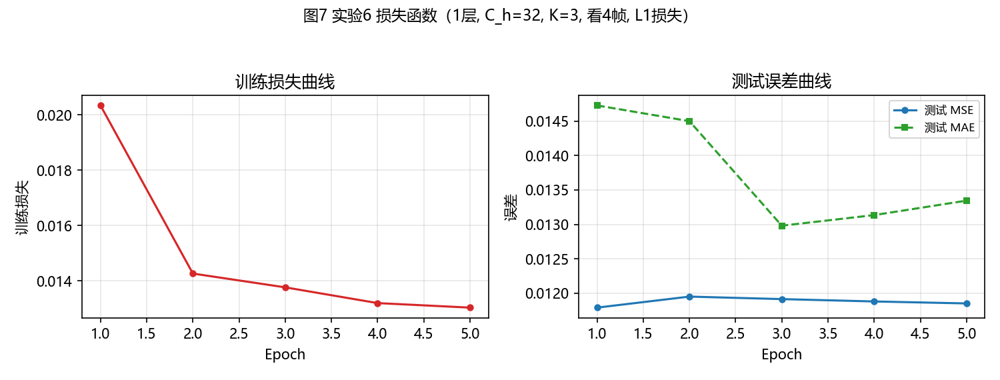 图7 实验6 损失函数（1层, C_h=32, K=3, 看4帧, L1损失）
训练损失曲线
训练损失
0.020
0.018
0.016
0.014
1.0 1.5 2.0 2.5 3.0 3.5 4.0 4.5 5.0
Epoch
测试误差曲线
误差
测试 MSE
测试 MAE
0.0145
0.0140
0.0135
0.0130
0.0125
0.0120
1.0 1.5 2.0 2.5 3.0 3.5 4.0 4.5 5.0
Epoch